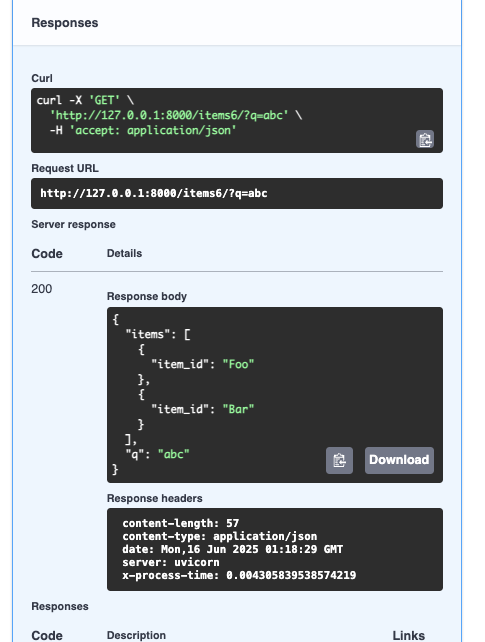 Responses
Curl
curl -X 'GET' \
  'http://127.0.0.1:8000/items6/?q=abc' \
  -H 'accept: application/json'
Request URL
http://127.0.0.1:8000/items6/?q=abc
Server response
Code Details
200
Response body
{
  "items": [
    {
      "item_id": "Foo"
    },
    {
      "item_id": "Bar"
    }
  ],
  "q": "abc"
}
Download
Response headers
content-length: 57
content-type: application/json
date: Mon,16 Jun 2025 01:18:29 GMT
server: uvicorn
x-process-time: 0.004305839538574219
Responses
Code Description Links